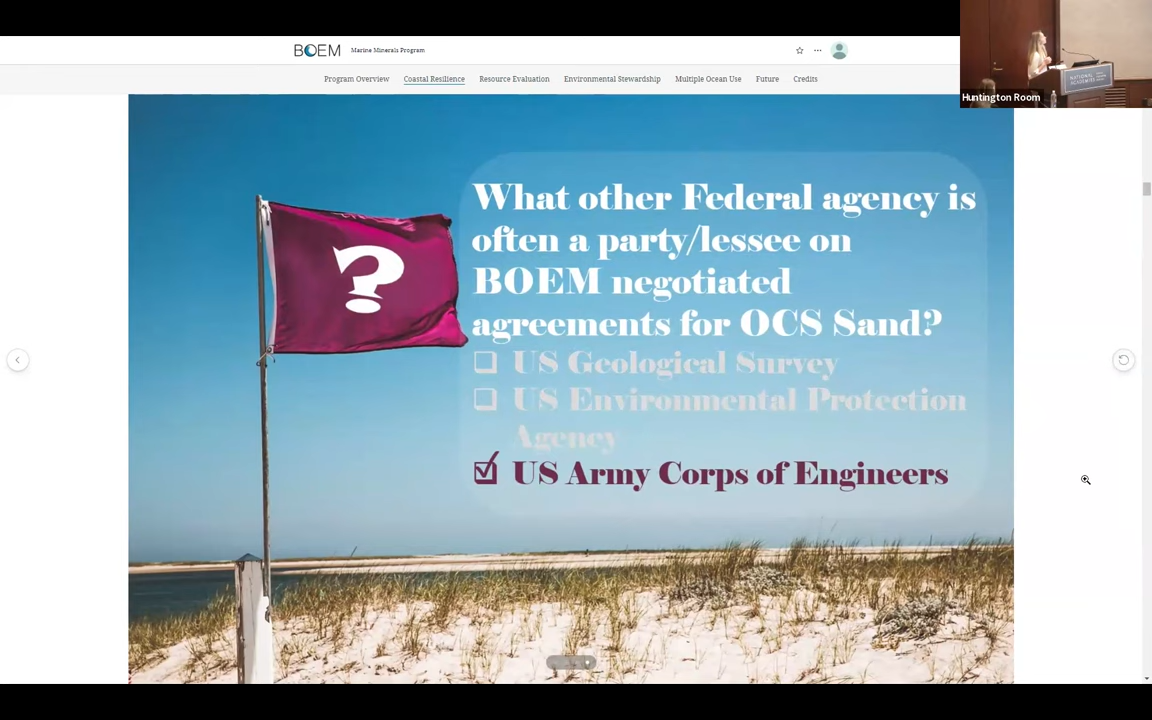 BOEM Marine Minerals Program
Program Overview Coastal Resilience Resource Evaluation Environmental Stewardship Multiple Ocean Use Future Credits
NATIONAL
ACADEMIES
Huntington Room
?
What other Federal agency is
often a party/lessee on
BOEM negotiated
agreements for OCS Sand?
US Geological Survey
US Environmental Protection
Agency
US Army Corps of Engineers